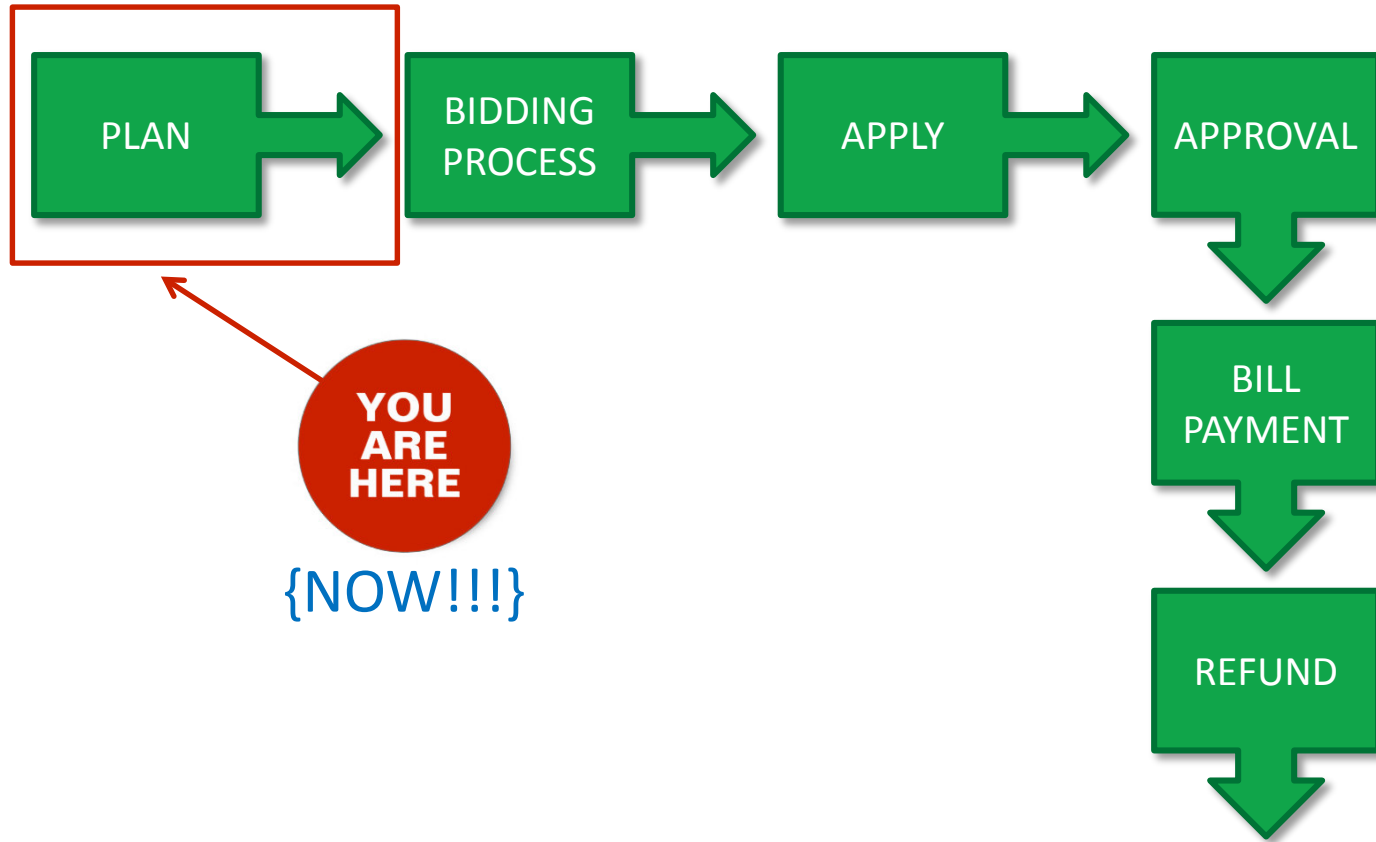 PLAN
BIDDING
PROCESS
APPLY
APPROVAL
YOU
ARE
HERE
{NOW!!!}
BILL
PAYMENT
REFUND